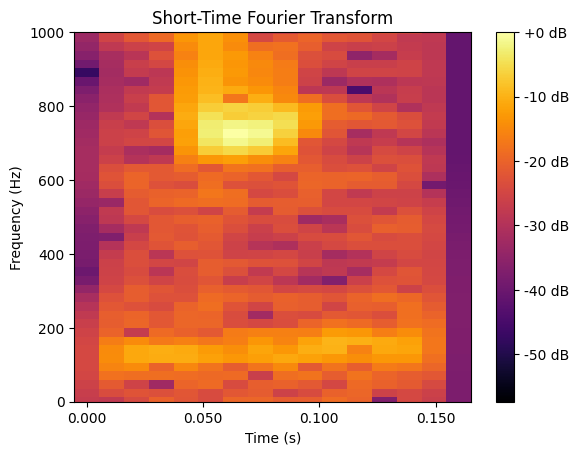 Short-Time Fourier Transform
1000
800
600
400
200
0
Frequency (Hz)
0.000
0.050
0.100
0.150
Time (s)
+0 dB
-10 dB
-20 dB
-30 dB
-40 dB
-50 dB